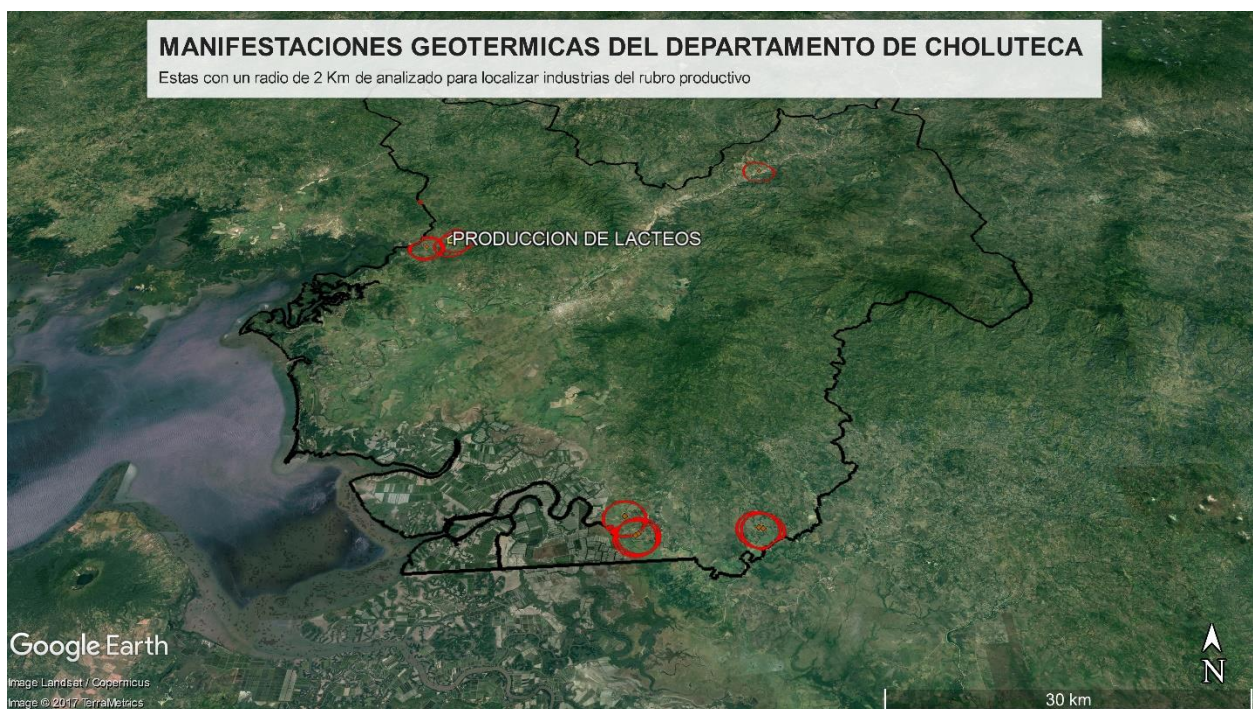 MANIFESTACIONES GEOTERMICAS DEL DEPARTAMENTO DE CHOLUTECA
Estas con un radio de 2 Km de analizado para localizar industrias del rubro productivo
PRODUCCION DE LACTEOS
Google Earth
Image Landsat / Copernicus
Image © 2017 TerraMetrics
N
30 km